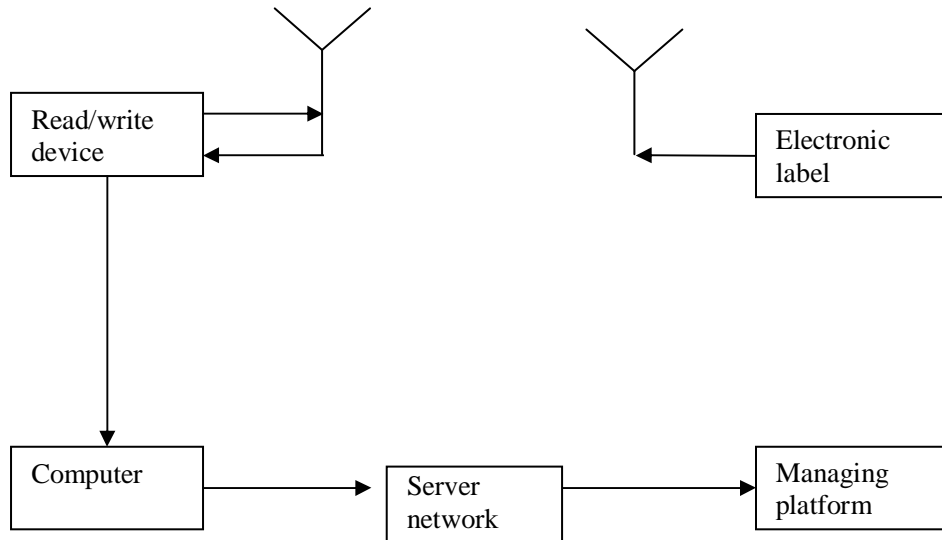 Read/write
device
Electronic
label
Computer
Server
network
Managing
platform